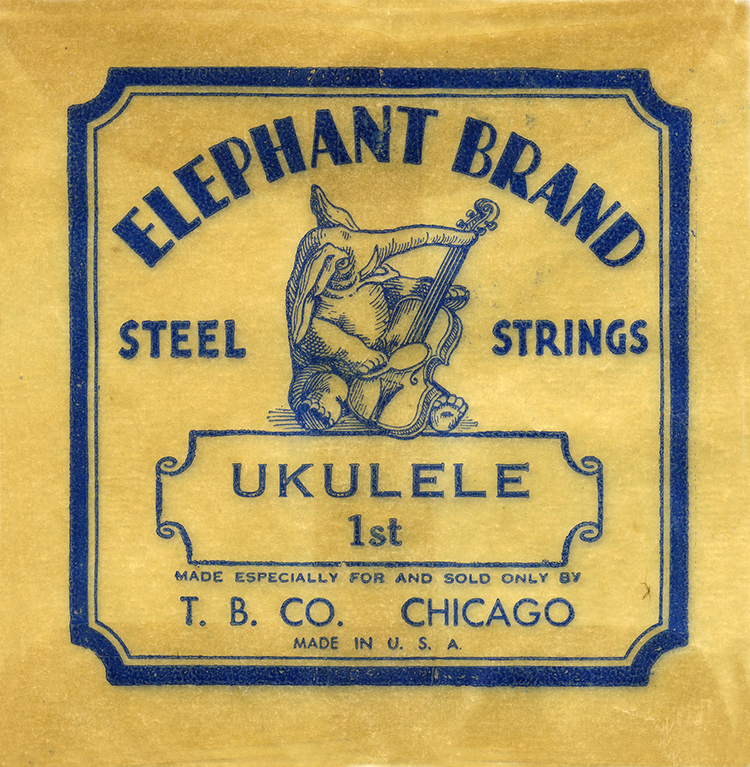 ELEPHANT BRAND
STEEL STRINGS
UKULELE
1st
MADE ESPECIALLY FOR AND SOLD ONLY BY
T. B. CO. CHICAGO
MADE IN U. S. A.